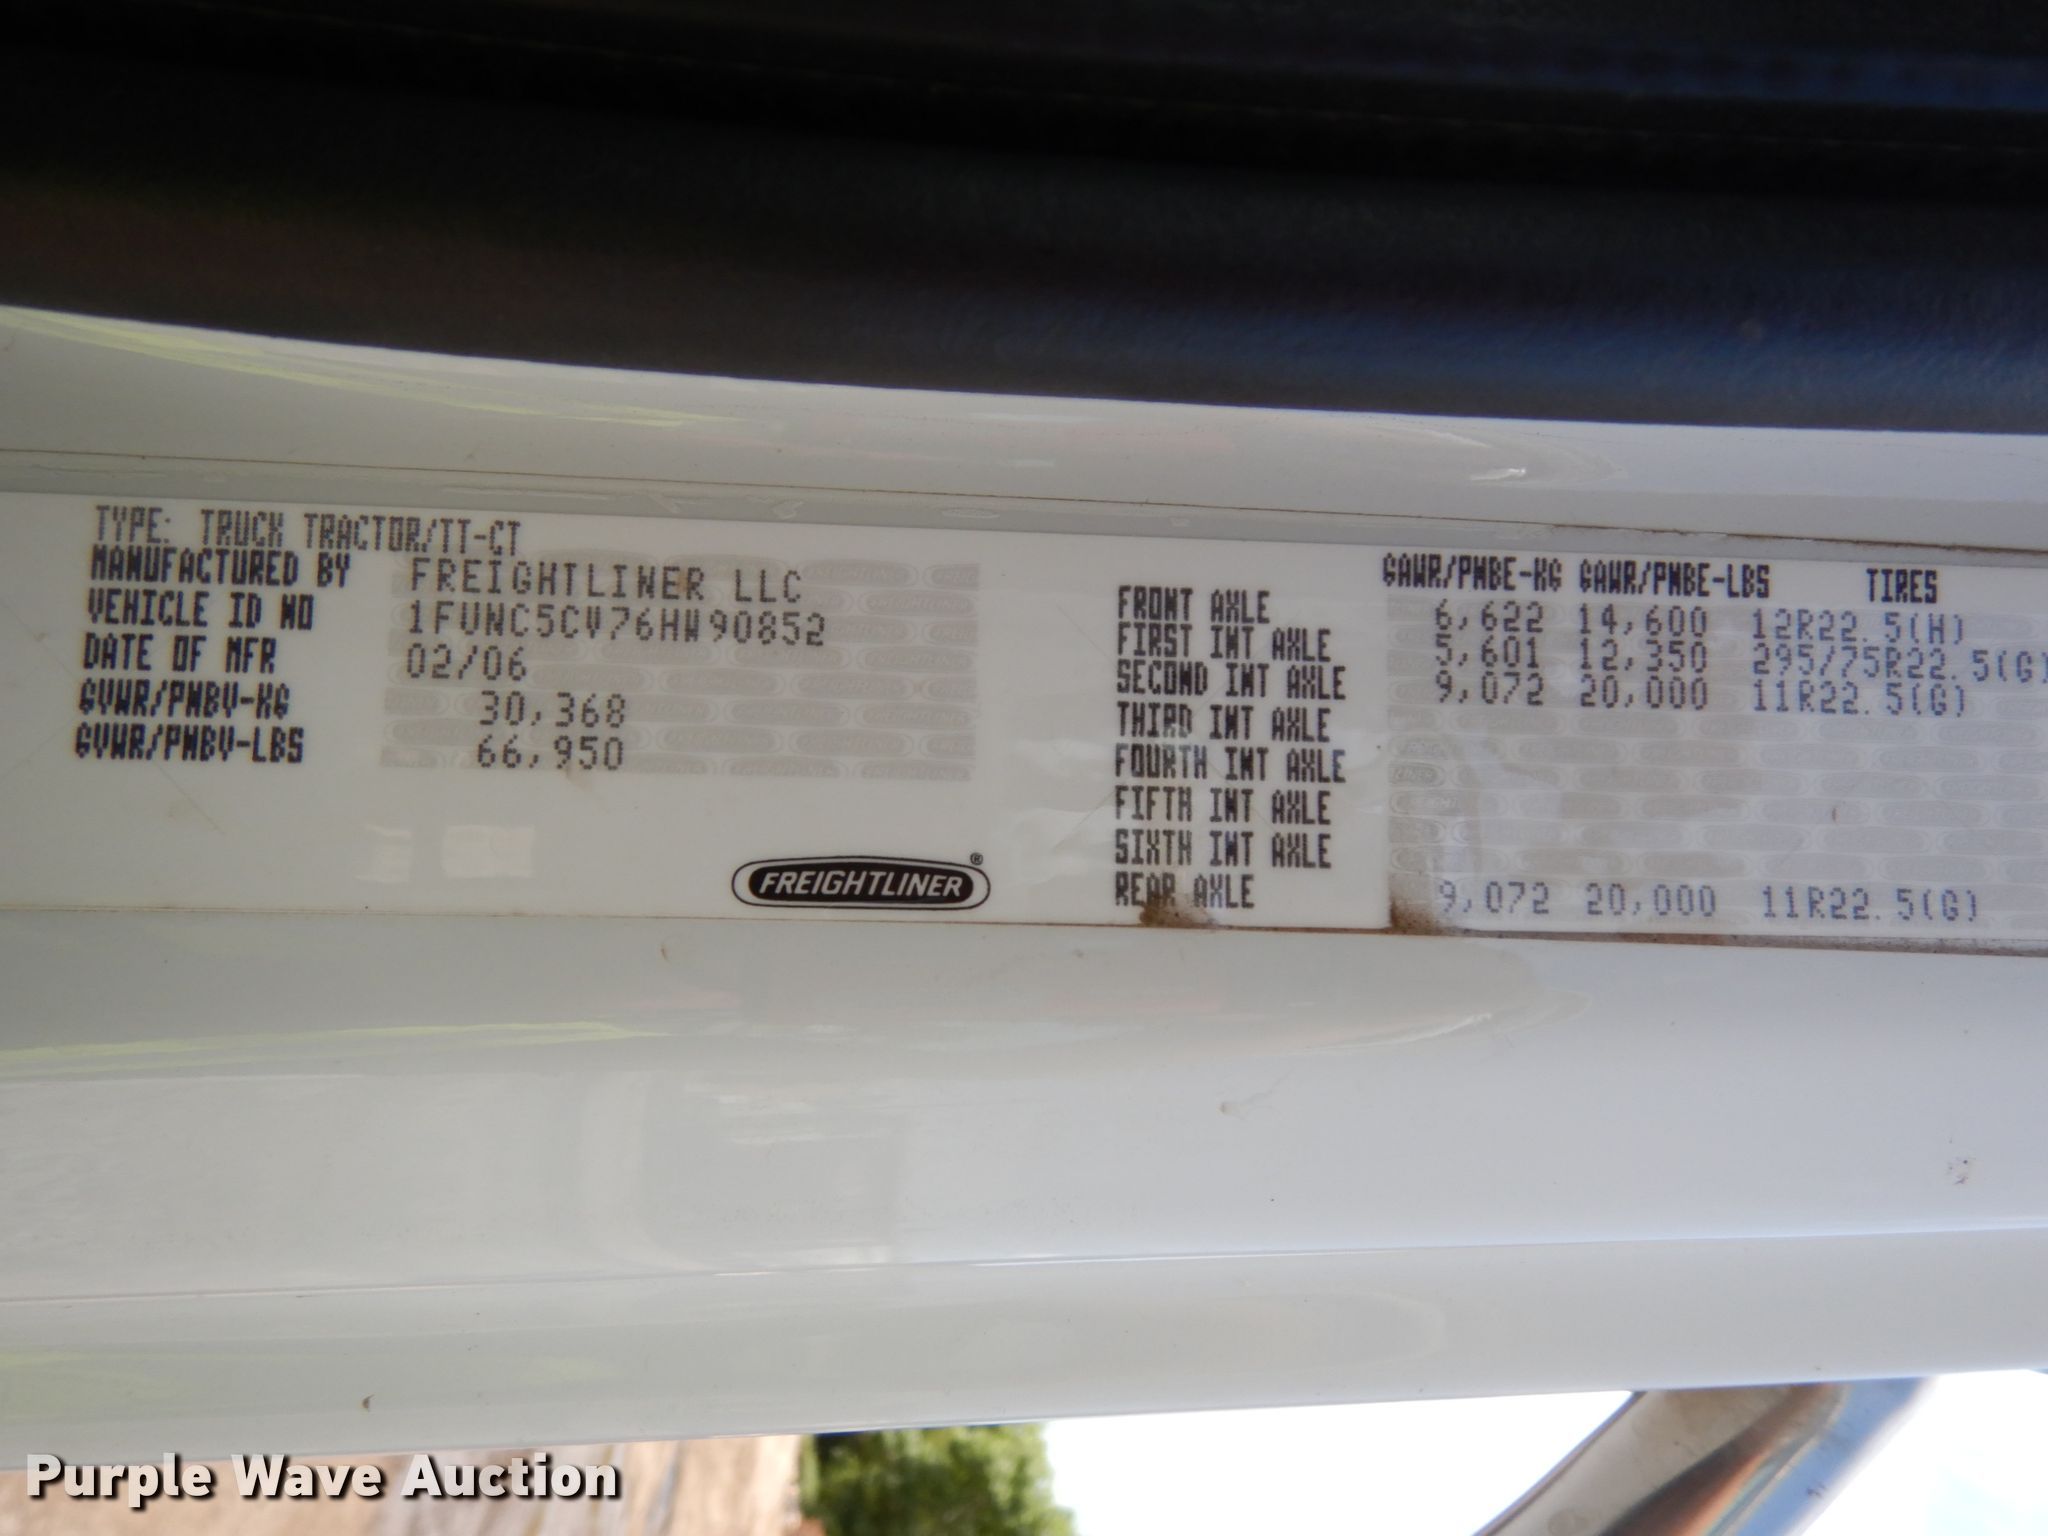 TYPE: TRUCK TRACTOR/TT-CT
MANUFACTURED BY FREIGHTLINER LLC
VEHICLE ID NO 1FVNC5CV76HW90852
DATE OF MFR 02/06
GVWR/PNBV-KG 30,368
GVWR/PNBV-LBS 66,950
FREIGHTLINER®
GAWR/PNBE-KG GAWR/PNBE-LBS TIRES
FRONT AXLE 6,622 14,600 12R22.5(H)
FIRST INT AXLE 5,601 12,350 295/75R22.5(G)
SECOND INT AXLE 9,072 20,000 11R22.5(G)
THIRD INT AXLE
FOURTH INT AXLE
FIFTH INT AXLE
SIXTH INT AXLE
REAR AXLE 9,072 20,000 11R22.5(G)
Purple Wave Auction